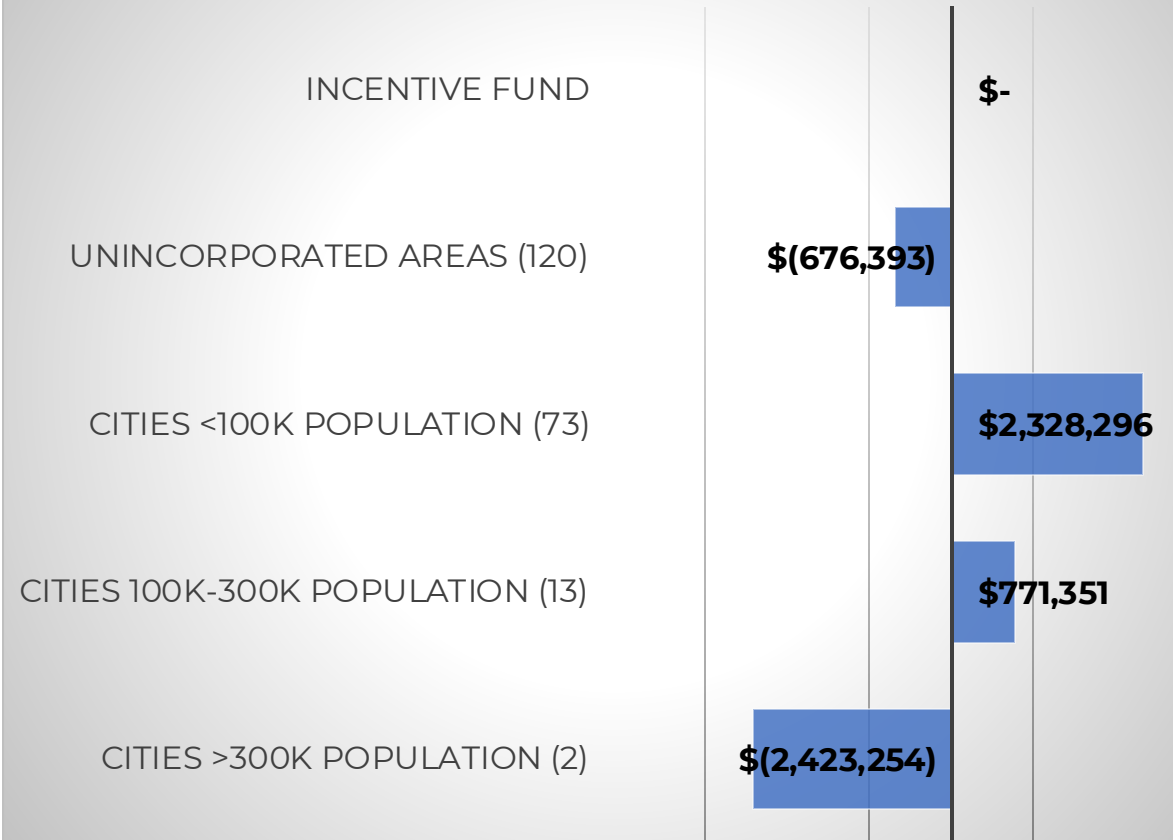 INCENTIVE FUND $-
UNINCORPORATED AREAS (120) $(676,393)
CITIES <100K POPULATION (73) $2,328,296
CITIES 100K-300K POPULATION (13) $771,351
CITIES >300K POPULATION (2) $(2,423,254)